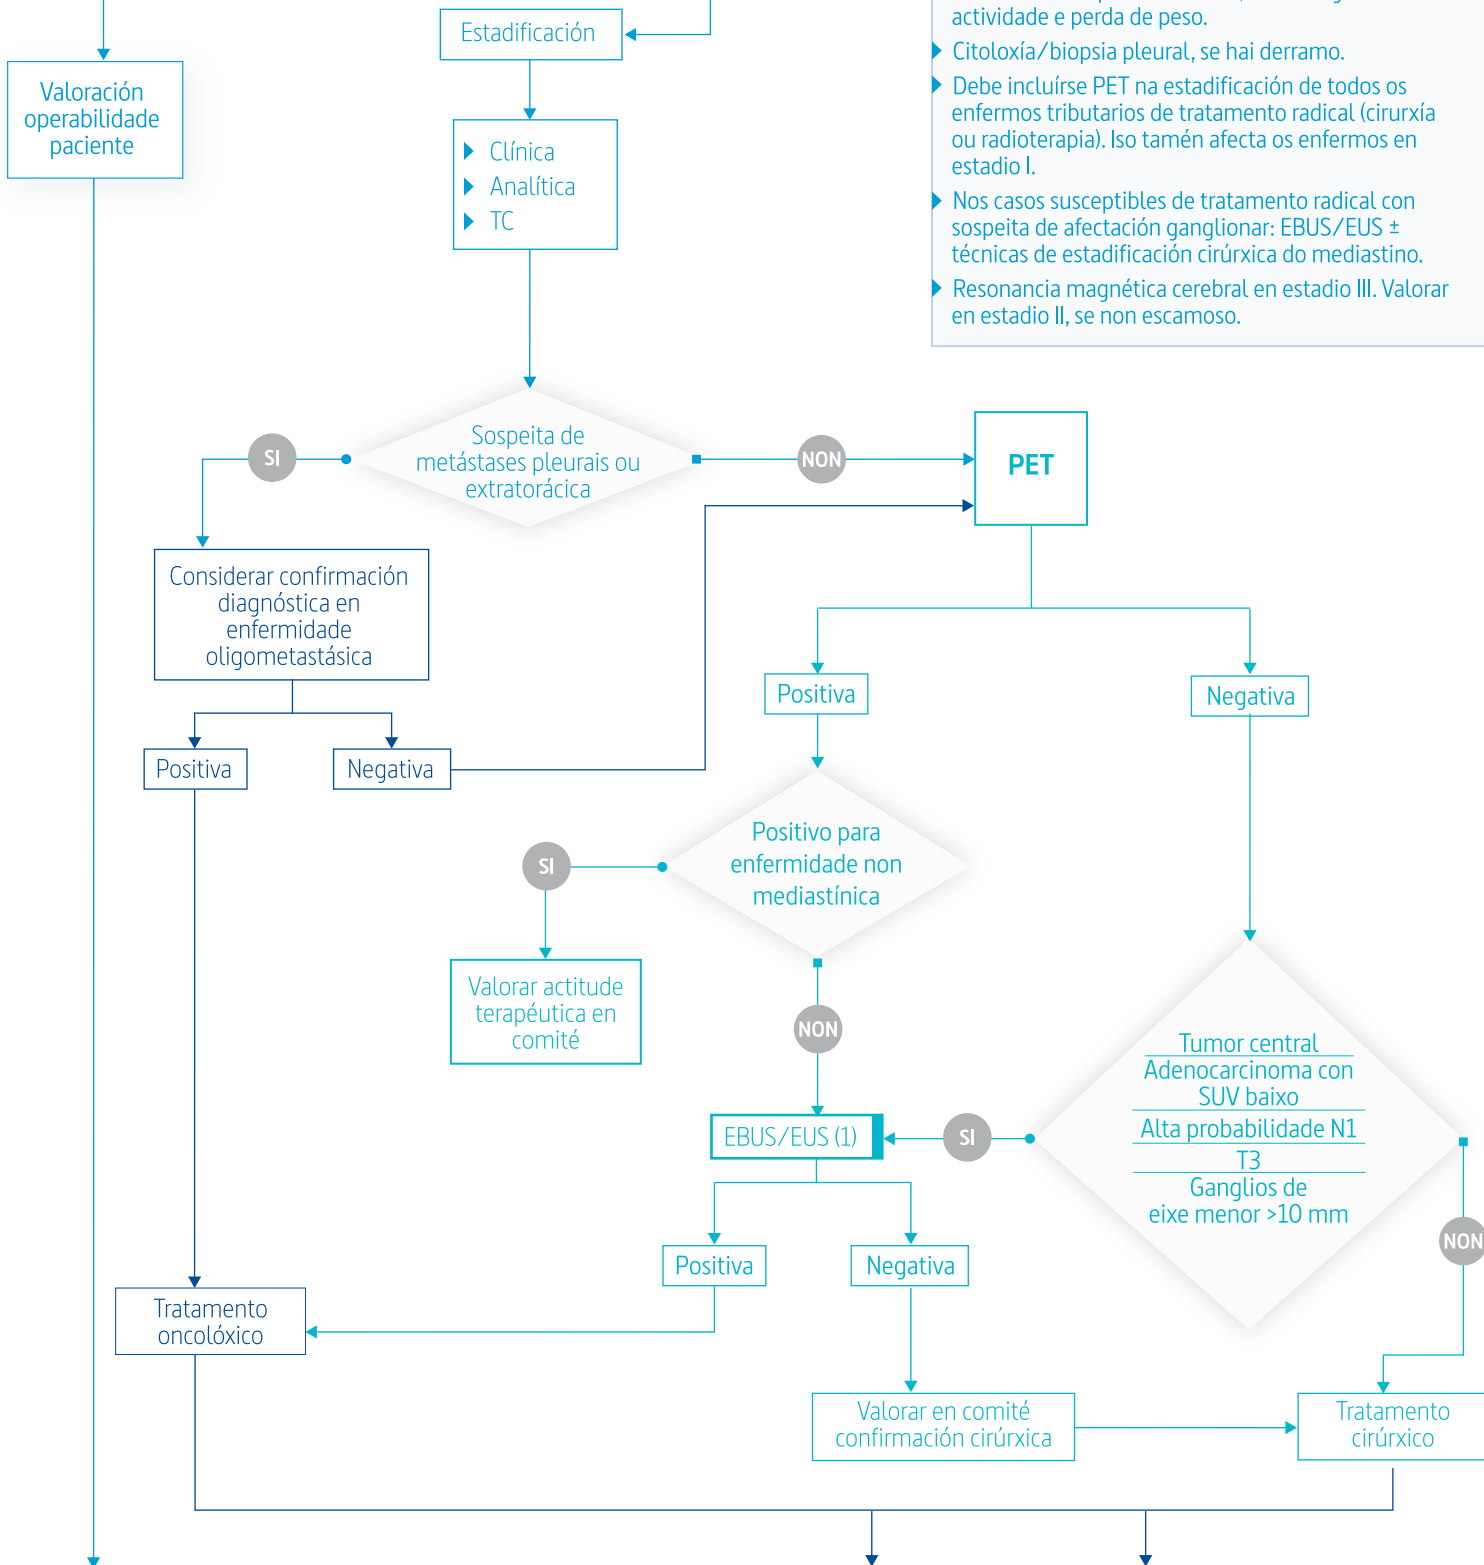 Estadificación
actividade e perda de peso.
Citoloxía/biopsia pleural, se hai derramo.
Debe incluírse PET na estadificación de todos os
enfermos tributarios de tratamento radical (cirurxía
ou radioterapia). Iso tamén afecta os enfermos en
estadio I.
Nos casos susceptibles de tratamento radical con
sospeita de afectación ganglionar: EBUS/EUS ±
técnicas de estadificación cirúrxica do mediastino.
Resonancia magnética cerebral en estadio III. Valorar
en estadio II, se non escamoso.
Valoración
operabilidade
paciente
Clínica
Analítica
TC
Sospeita de
metástases pleurais ou
extratorácica
SI
NON
PET
Considerar confirmación
diagnóstica en
enfermidade
oligometastásica
Positiva
Negativa
Positiva
Negativa
Positivo para
enfermidade non
mediastínica
SI
Valorar actitude
terapéutica en
comité
NON
Tumor central
Adenocarcinoma con
SUV baixo
Alta probabilidade N1
T3
Ganglios de
eixe menor >10 mm
EBUS/EUS (1)
SI
NON
Positiva
Negativa
Tratamento
oncolóxico
Valorar en comité
confirmación cirúrxica
Tratamento
cirúrxico